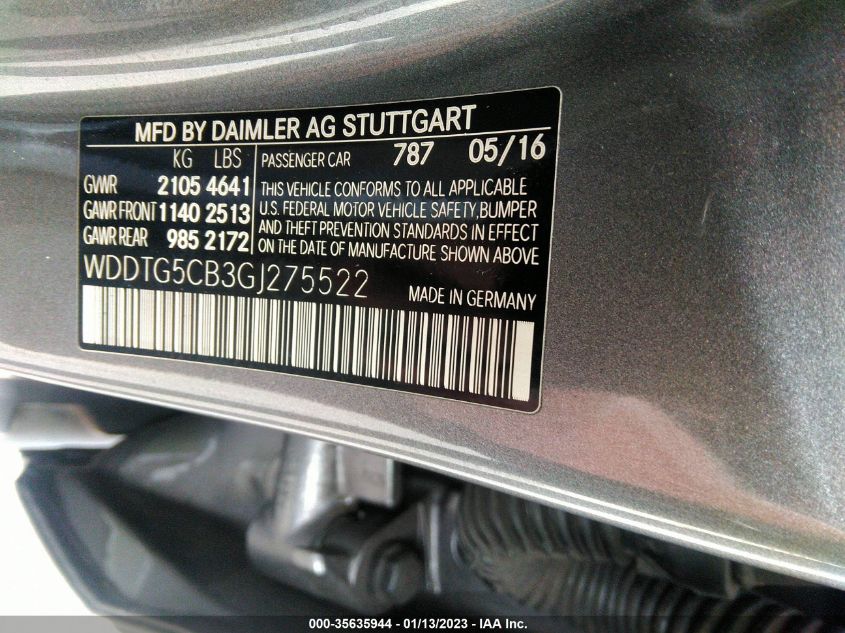 MFD BY DAIMLER AG STUTTGART
KG LBS
GVWR 2105 4641
GAWR FRONT 1140 2513
GAWR REAR 985 2172
PASSENGER CAR 787 05/16
THIS VEHICLE CONFORMS TO ALL APPLICABLE
U.S. FEDERAL MOTOR VEHICLE SAFETY, BUMPER
AND THEFT PREVENTION STANDARDS IN EFFECT
ON THE DATE OF MANUFACTURE SHOWN ABOVE
WDDTG5CB3GJ275522
MADE IN GERMANY
000-35635944 - 01/13/2023 - IAA Inc.